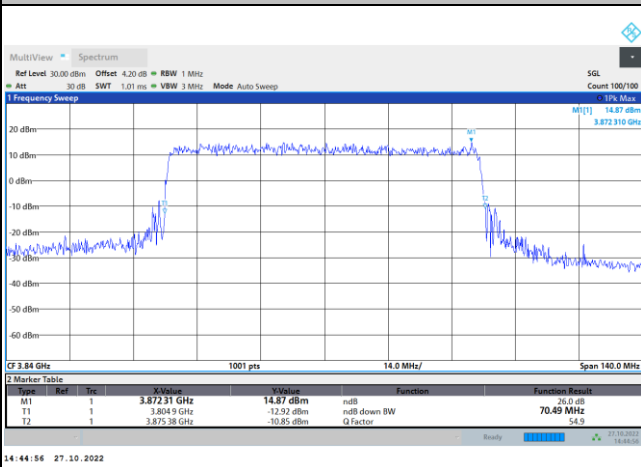 MultiView Spectrum
Ref Level 30.00 dBm Offset 4.20 dB RBW 1 MHz SGL
Att 30 dB SWT 1.01 ms VBW 3 MHz Mode Auto Sweep Count 100/100
1 Frequency Sweep 1Pk Max
M1[1] 14.87 dBm
3.872 310 GHz
M1
20 dBm
10 dBm
0 dBm
T1
T2
-10 dBm
-20 dBm
-30 dBm
-40 dBm
-50 dBm
-60 dBm
CF 3.84 GHz 1001 pts 14.0 MHz/ Span 140.0 MHz
2 Marker Table
Type Ref Trc X-Value Y-Value Function Function Result
M1 1 3.872 31 GHz 14.87 dBm ndB 26.0 dB
T1 1 3.804 9 GHz -12.92 dBm ndB down BW 70.49 MHz
T2 1 3.875 38 GHz -10.85 dBm Q Factor 54.9
Ready 27.10.2022
14:44:56
14:44:56 27.10.2022